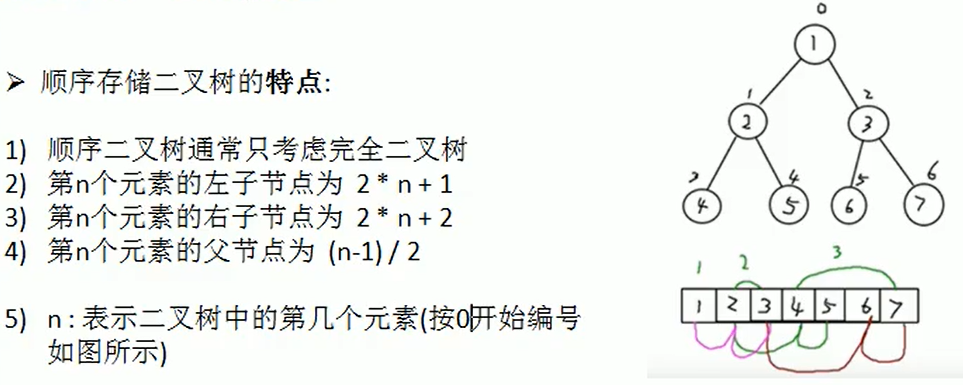 ➢ 顺序存储二叉树的特点:
1) 顺序二叉树通常只考虑完全二叉树
2) 第n个元素的左子节点为 2 * n + 1
3) 第n个元素的右子节点为 2 * n + 2
4) 第n个元素的父节点为 (n-1) / 2
5) n : 表示二叉树中的第几个元素(按0开始编号
如图所示)
0
1
1 2
2 3
3 4 5 6
4 5 6 7
1 2 3
1 2 3 4 5 6 7